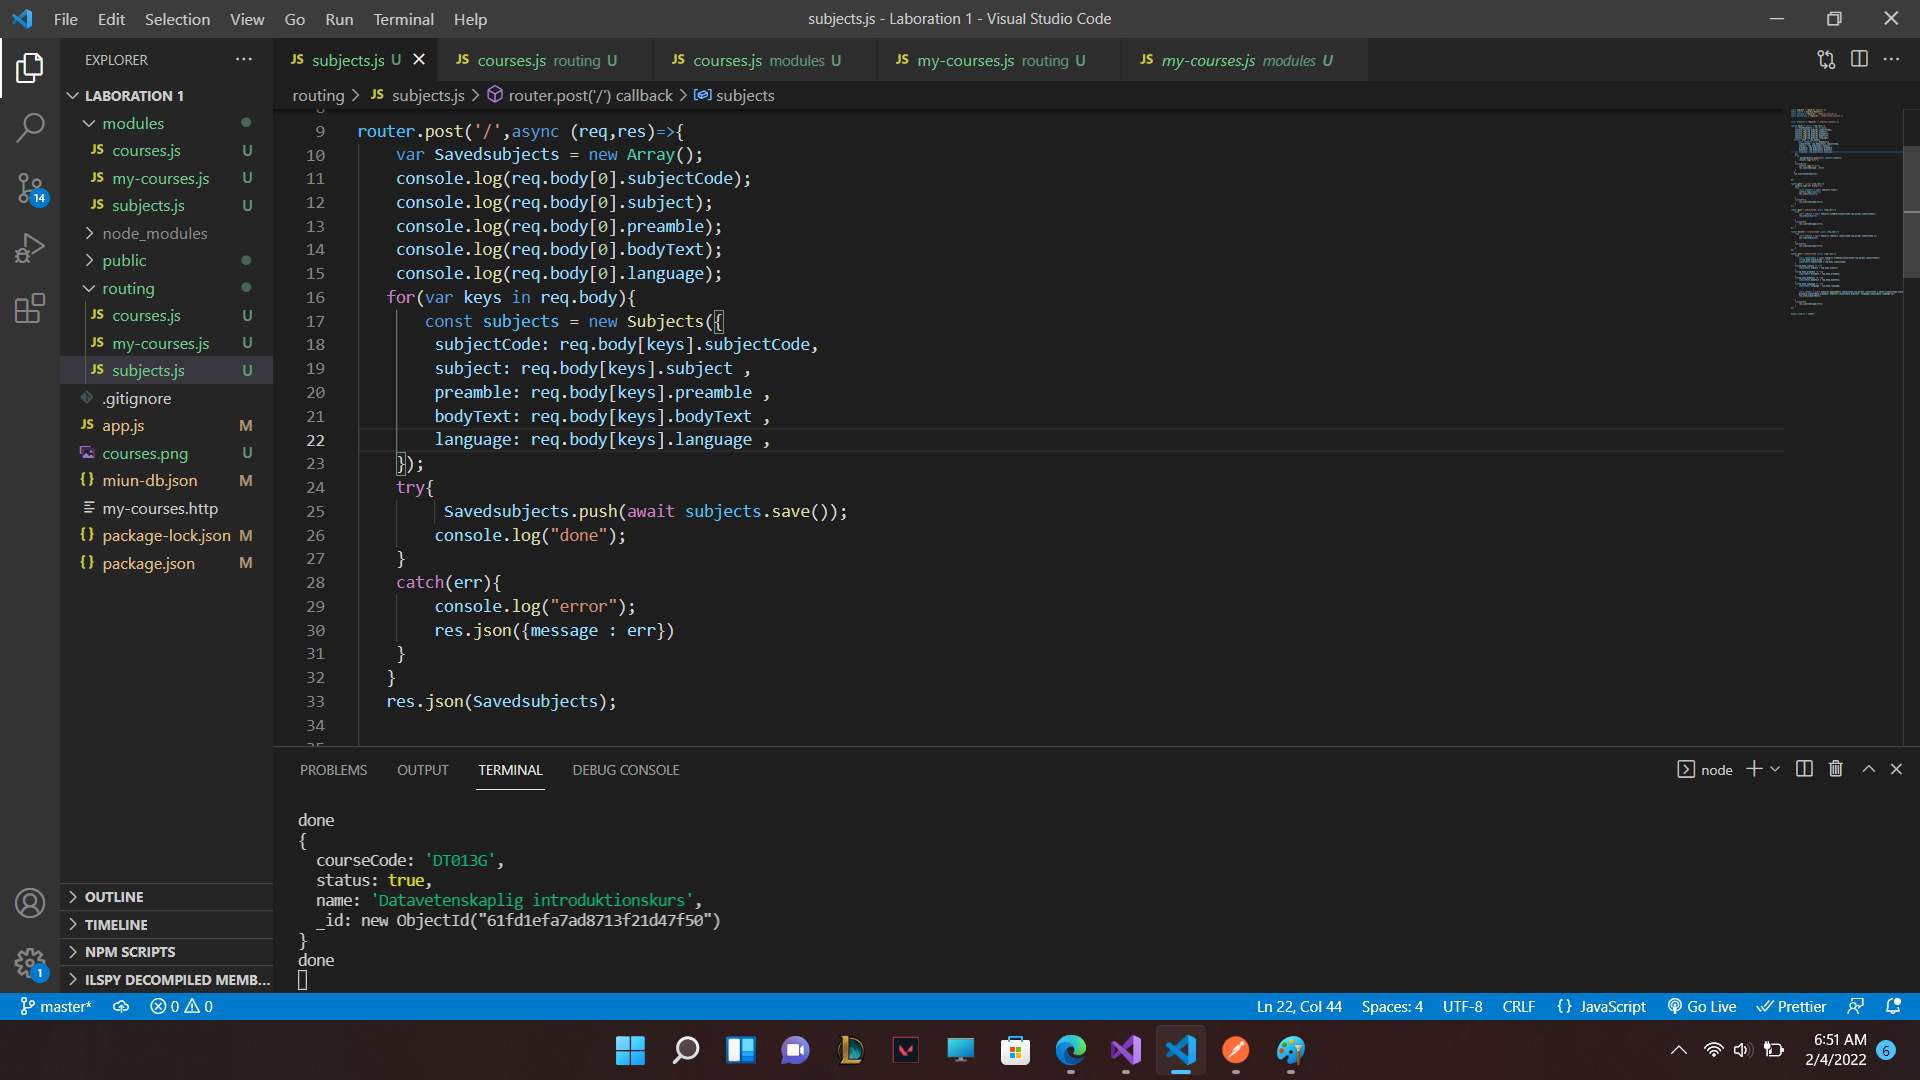 File Edit Selection View Go Run Terminal Help
subjects.js - Laboration 1 - Visual Studio Code
EXPLORER
LABORATION 1
modules
JS courses.js U
JS my-courses.js U
JS subjects.js U
node_modules
public
routing
JS courses.js U
JS my-courses.js U
JS subjects.js U
.gitignore
JS app.js M
courses.png U
{} miun-db.json M
my-courses.http
{} package-lock.json M
{} package.json M
OUTLINE
TIMELINE
NPM SCRIPTS
ILSPY DECOMPILED MEMB...
14
1
JS subjects.js U
JS courses.js routing U
JS courses.js modules U
JS my-courses.js routing U
JS my-courses.js modules U
routing > JS subjects.js > router.post('/') callback > subjects
9 router.post('/',async (req,res)=>{
10 var Savedsubjects = new Array();
11 console.log(req.body[0].subjectCode);
12 console.log(req.body[0].subject);
13 console.log(req.body[0].preamble);
14 console.log(req.body[0].bodyText);
15 console.log(req.body[0].language);
16 for(var keys in req.body){
17 const subjects = new Subjects({
18 subjectCode: req.body[keys].subjectCode,
19 subject: req.body[keys].subject ,
20 preamble: req.body[keys].preamble ,
21 bodyText: req.body[keys].bodyText ,
22 language: req.body[keys].language ,
23 });
24 try{
25 Savedsubjects.push(await subjects.save());
26 console.log("done");
27 }
28 catch(err){
29 console.log("error");
30 res.json({message : err})
31 }
32 }
33 res.json(Savedsubjects);
34
PROBLEMS OUTPUT TERMINAL DEBUG CONSOLE
node
done
{
courseCode: 'DT013G',
status: true,
name: 'Datavetenskaplig introduktionskurs',
_id: new ObjectId("61fd1efa7ad8713f21d47f50")
}
done
master* 0 0
Ln 22, Col 44 Spaces: 4 UTF-8 CRLF {} JavaScript Go Live Prettier
6:51 AM
2/4/2022
6